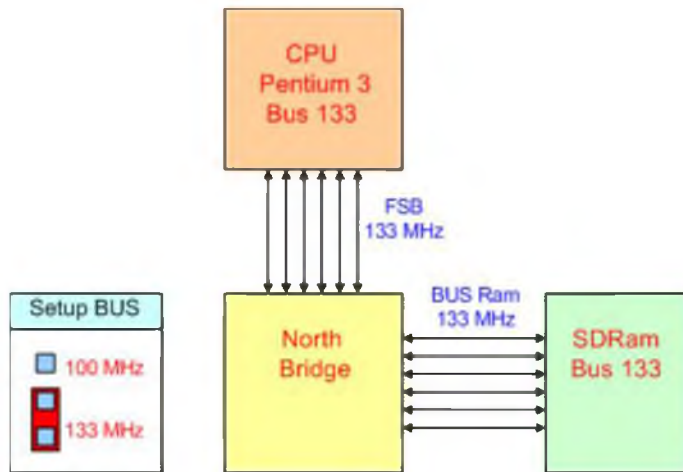 CPU
Pentium 3
Bus 133
FSB
133 MHz
Setup BUS
100 MHz
133 MHz
North
Bridge
BUS Ram
133 MHz
SDRam
Bus 133